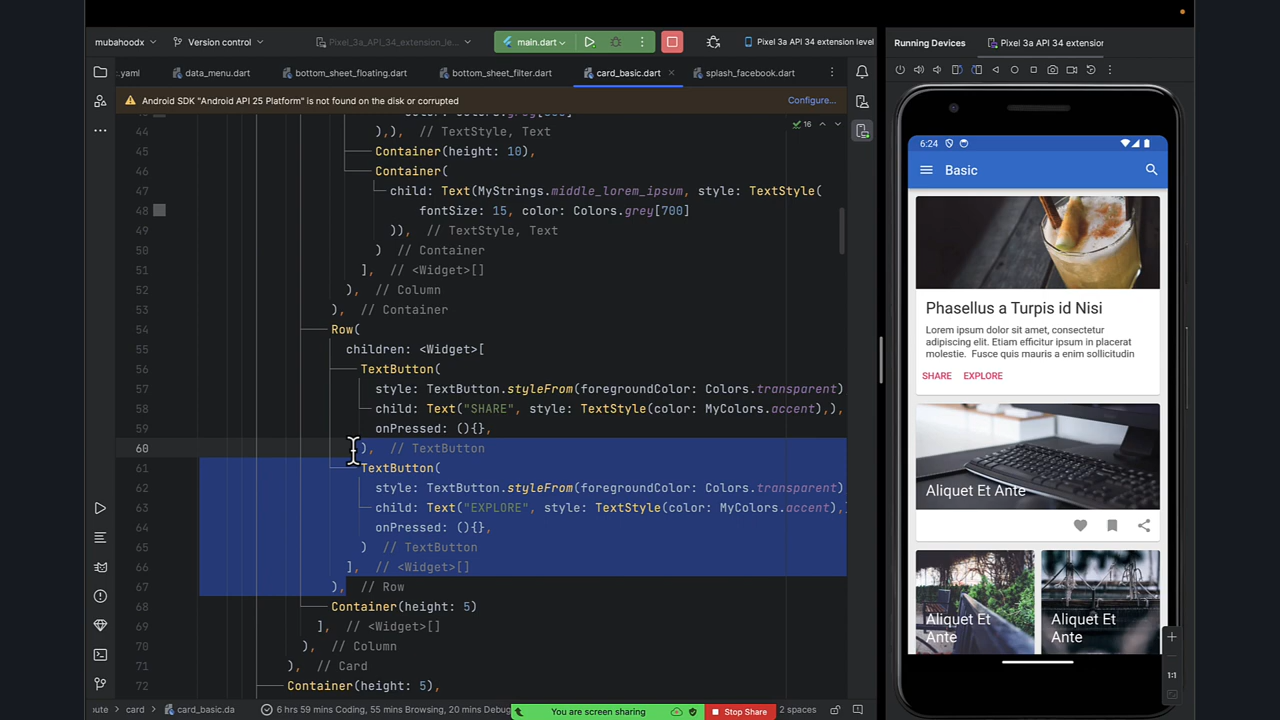 mubahoodx
Version control
Pixel_3a_API_34_extension_le...
main.dart
Pixel 3a API 34 extension level
.yaml
data_menu.dart
bottom_sheet_floating.dart
bottom_sheet_filter.dart
card_basic.dart
splash_facebook.dart
Android SDK "Android API 25 Platform" is not found on the disk or corrupted
Configure...
16
44 ),), // TextStyle, Text
45 Container(height: 10),
46 Container(
47 child: Text(MyStrings.middle_lorem_ipsum, style: TextStyle(
48 fontSize: 15, color: Colors.grey[700]
49 )), // TextStyle, Text
50 ) // Container
51 ], // <Widget>[]
52 ), // Column
53 ), // Container
54 Row(
55 children: <Widget>[
56 TextButton(
57 style: TextButton.styleFrom(foregroundColor: Colors.transparent)
58 child: Text("SHARE", style: TextStyle(color: MyColors.accent),),
59 onPressed: (){},
60 ), // TextButton
61 TextButton(
62 style: TextButton.styleFrom(foregroundColor: Colors.transparent)
63 child: Text("EXPLORE", style: TextStyle(color: MyColors.accent),
64 onPressed: (){},
65 ) // TextButton
66 ], // <Widget>[]
67 ), // Row
68 Container(height: 5)
69 ], // <Widget>[]
70 ), // Column
71 ), // Card
72 Container(height: 5),
ute
card
card_basic.da
6 hrs 59 mins Coding, 55 mins Browsing, 20 mins Debug
You are screen sharing
Stop Share
2 spaces
Running Devices
Pixel 3a API 34 extension
6:24
Basic
Phasellus a Turpis id Nisi
Lorem ipsum dolor sit amet, consectetur
adipiscing elit. Etiam efficitur ipsum in placerat
molestie. Fusce quis mauris a enim sollicitudin
SHARE EXPLORE
Aliquet Et Ante
Aliquet Et
Ante
Aliquet Et
Ante
1:1